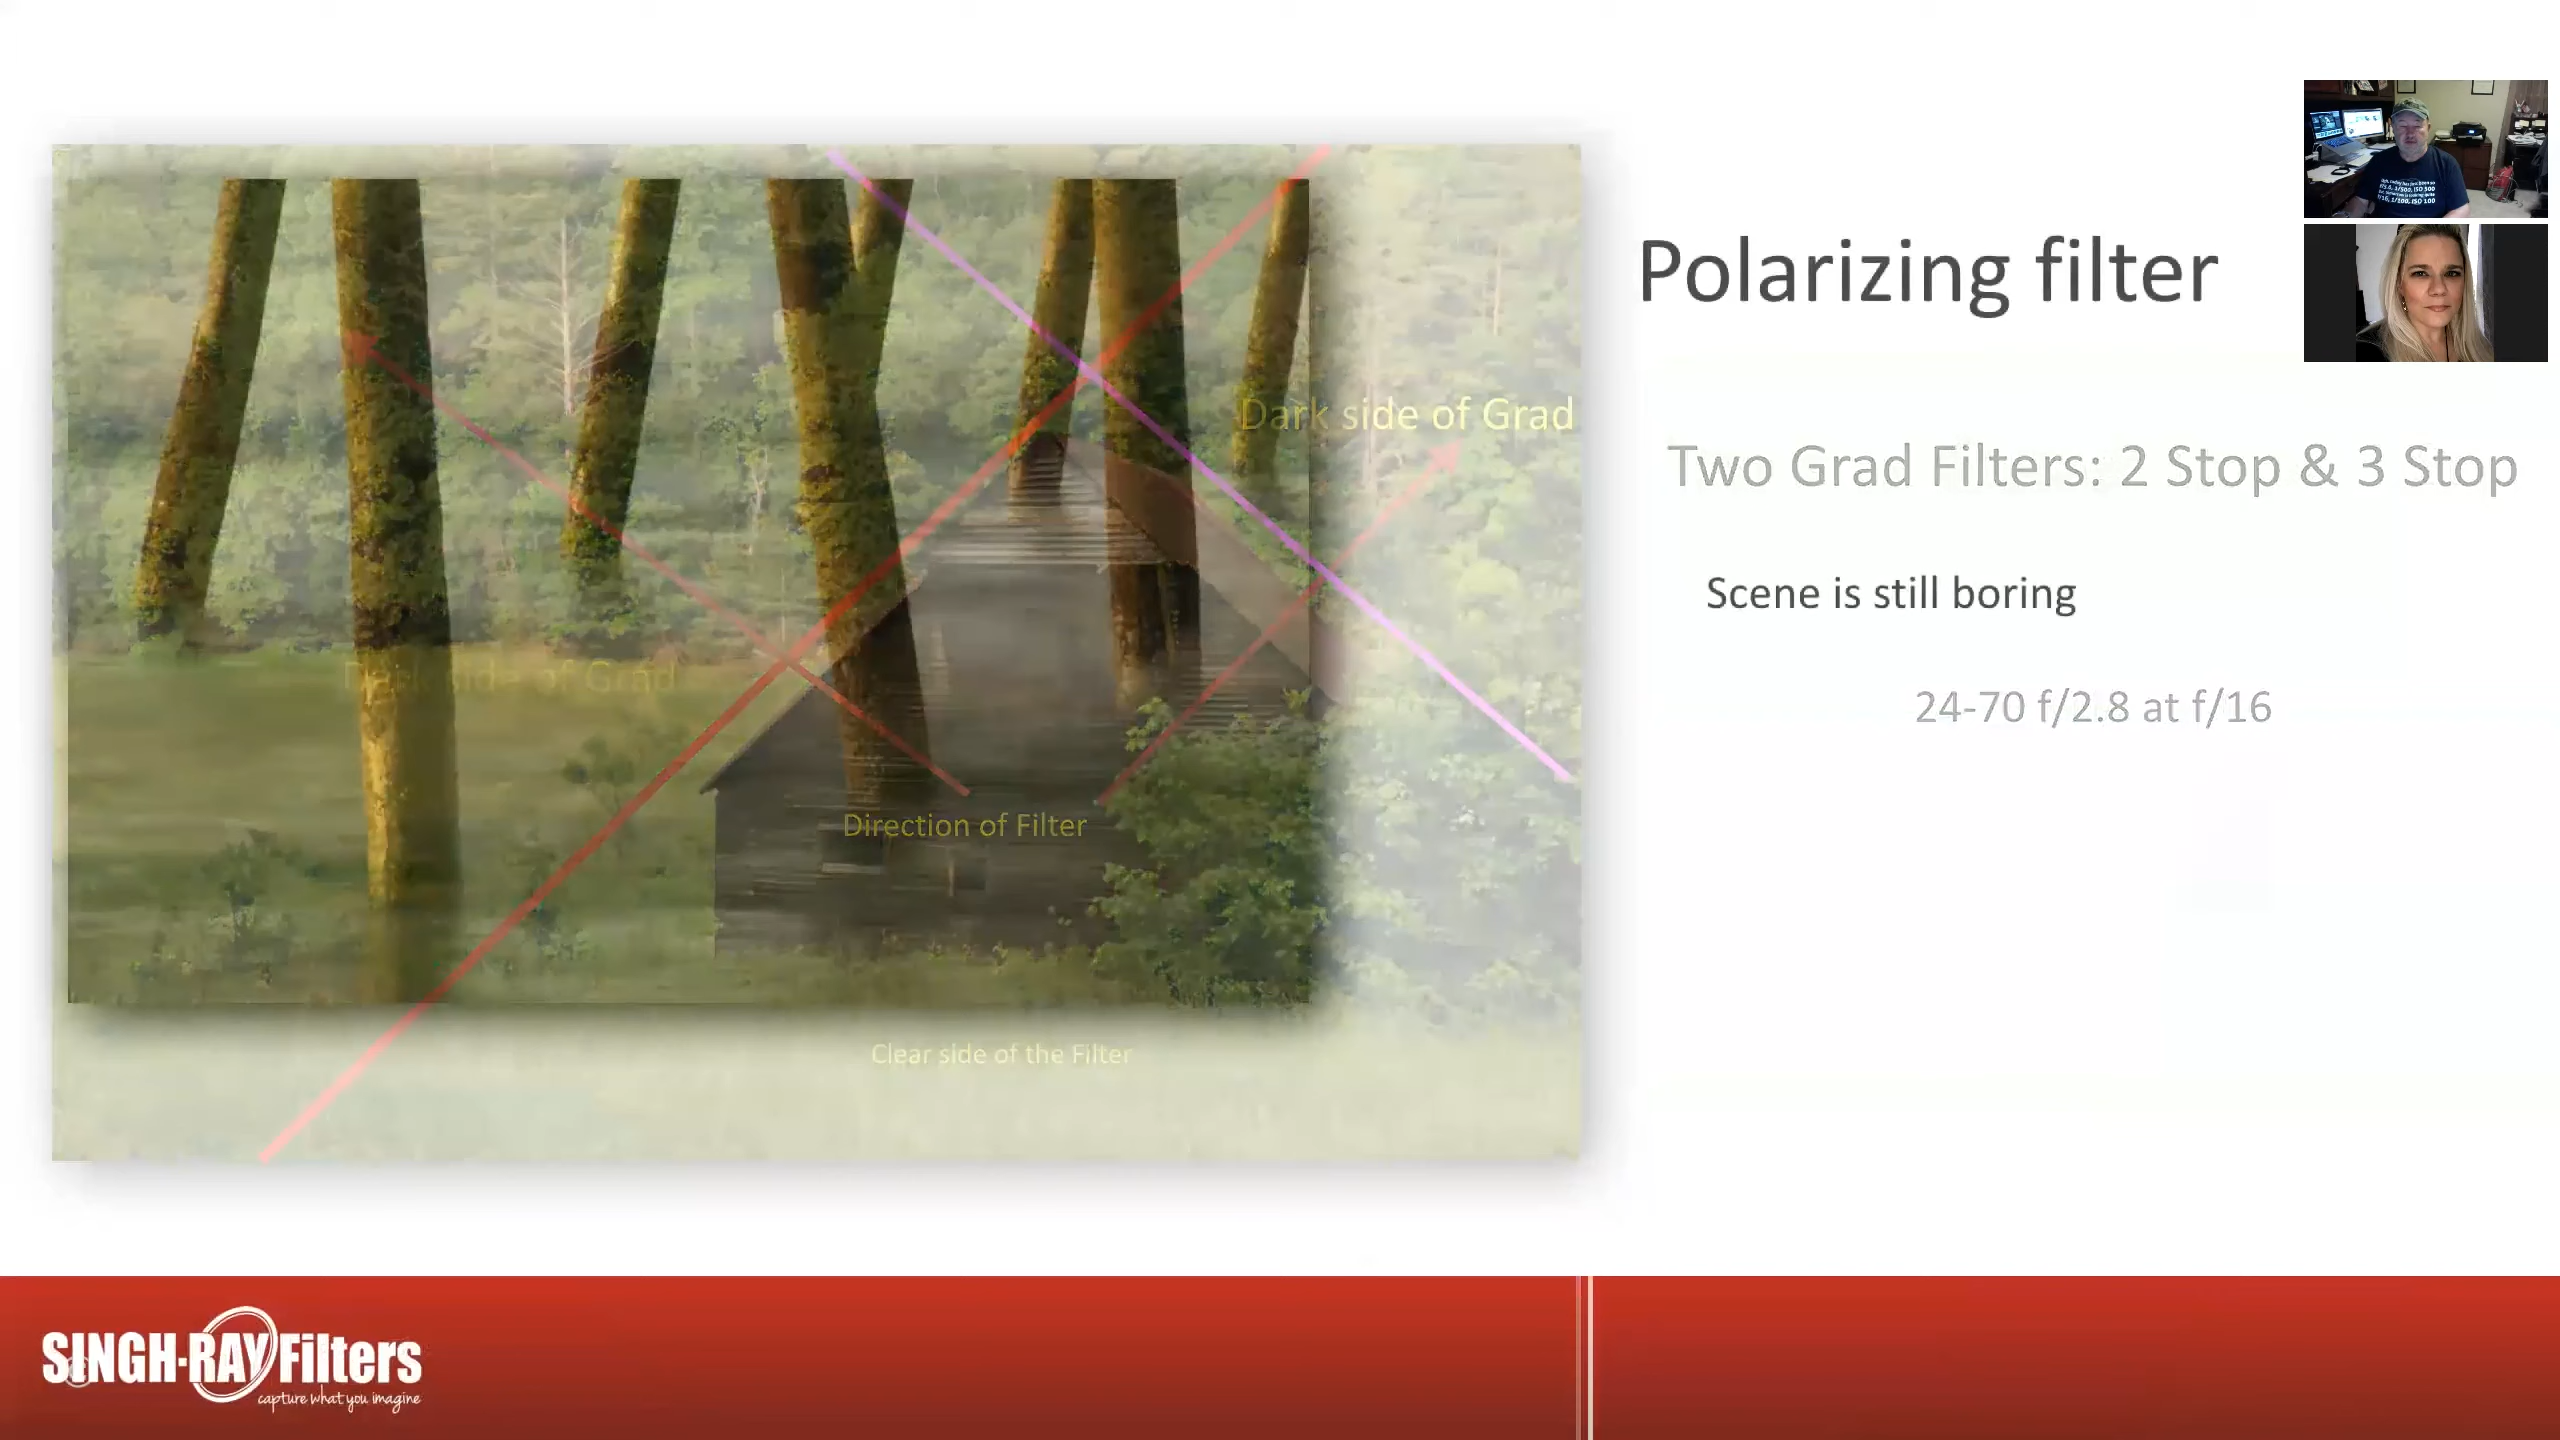 Polarizing filter
Dark side of Grad
Two Grad Filters: 2 Stop & 3 Stop
Scene is still boring
Dark side of Grad
24-70 f/2.8 at f/16
Direction of Filter
Clear side of the Filter
SINGH-RAY Filters
capture what you imagine